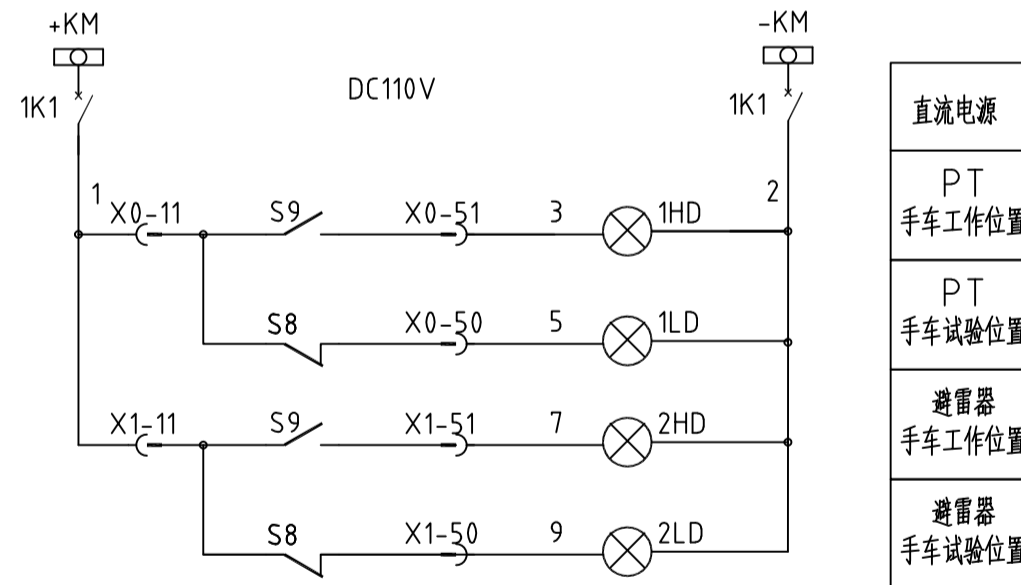 +KM
-KM
DC110V
1K1
1K1
直流电源
1
2
X0-11
S9
X0-51
3
1HD
PT
手车工作位置
S8
X0-50
5
1LD
PT
手车试验位置
X1-11
S9
X1-51
7
2HD
避雷器
手车工作位置
S8
X1-50
9
2LD
避雷器
手车试验位置